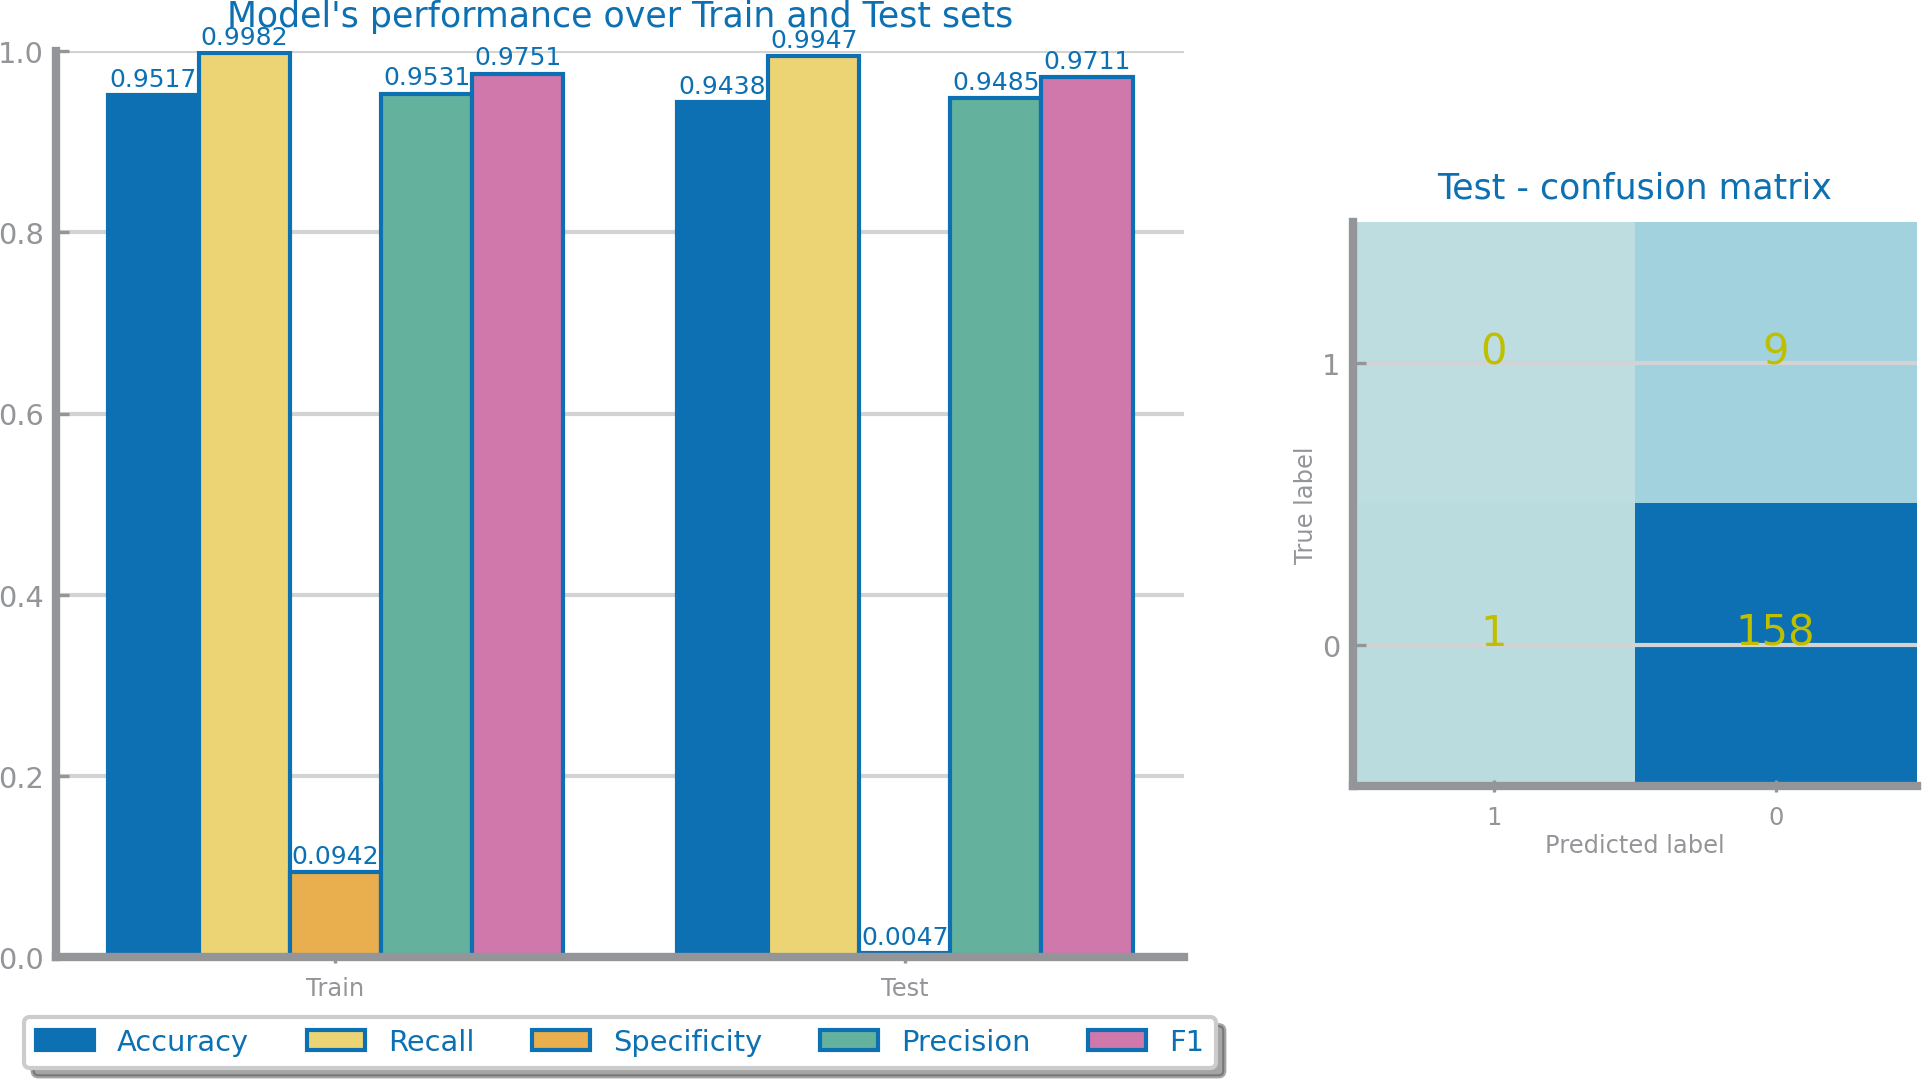 Model's performance over Train and Test sets
0.9517 0.9982 0.0942 0.9531 0.9751 0.9438 0.9947 0.0047 0.9485 0.9711
1.0
0.8
0.6
0.4
0.2
0.0
Train Test
Accuracy Recall Specificity Precision F1
Test - confusion matrix
True label
1 0 9
0 1 158
1 0
Predicted label